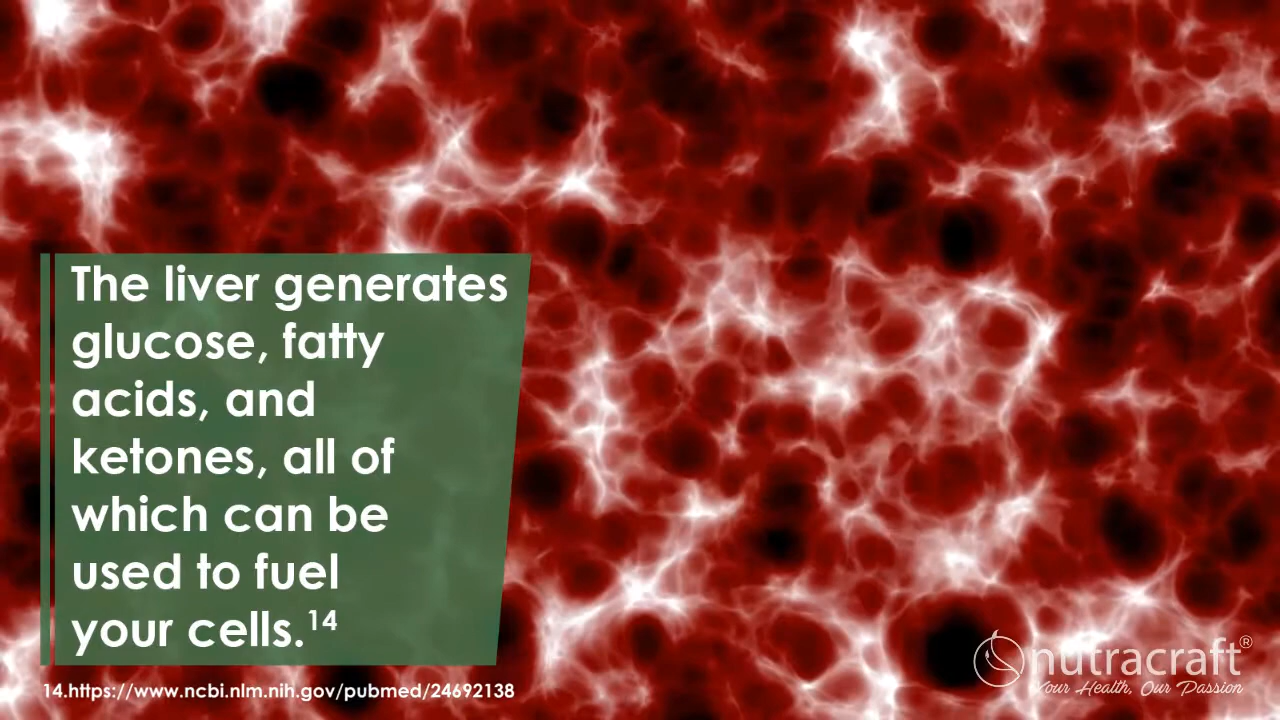 The liver generates
glucose, fatty
acids, and
ketones, all of
which can be
used to fuel
your cells.14
14.https://www.ncbi.nlm.nih.gov/pubmed/24692138
nutracraft®
Your Health, Our Passion